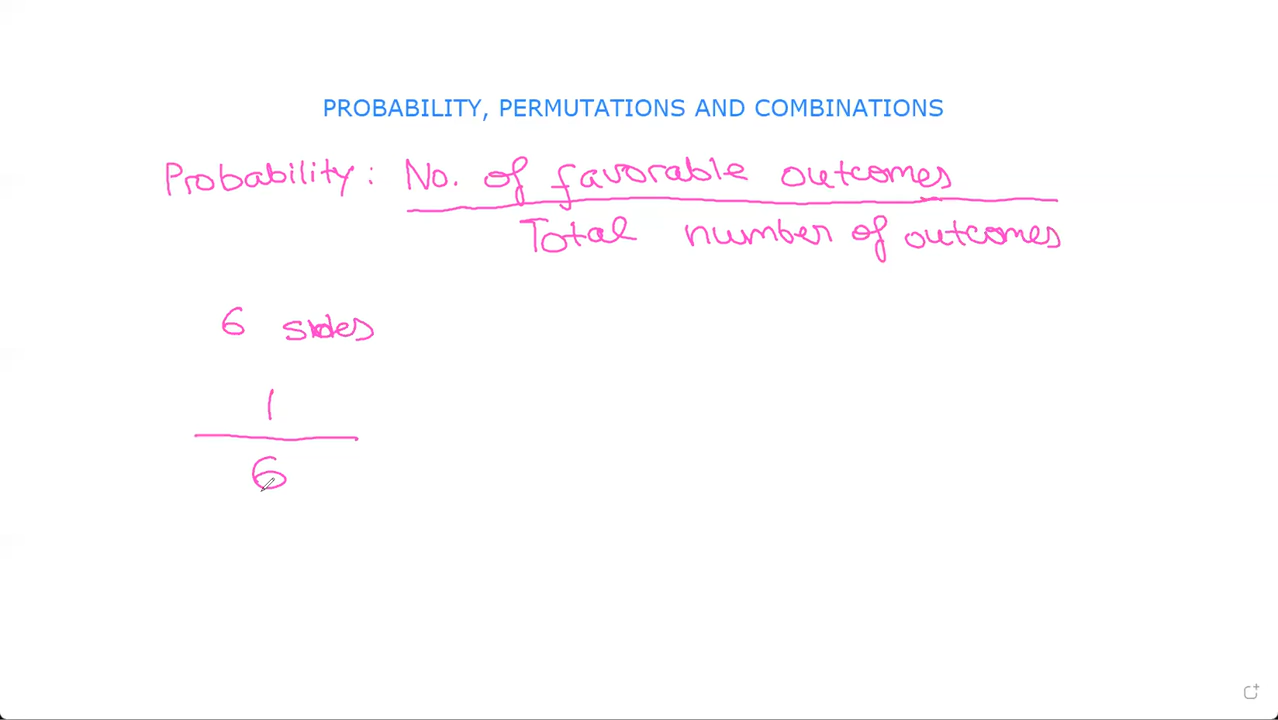 PROBABILITY, PERMUTATIONS AND COMBINATIONS
Probability: No. of favorable outcomes
Total number of outcomes
6 sides
1
6